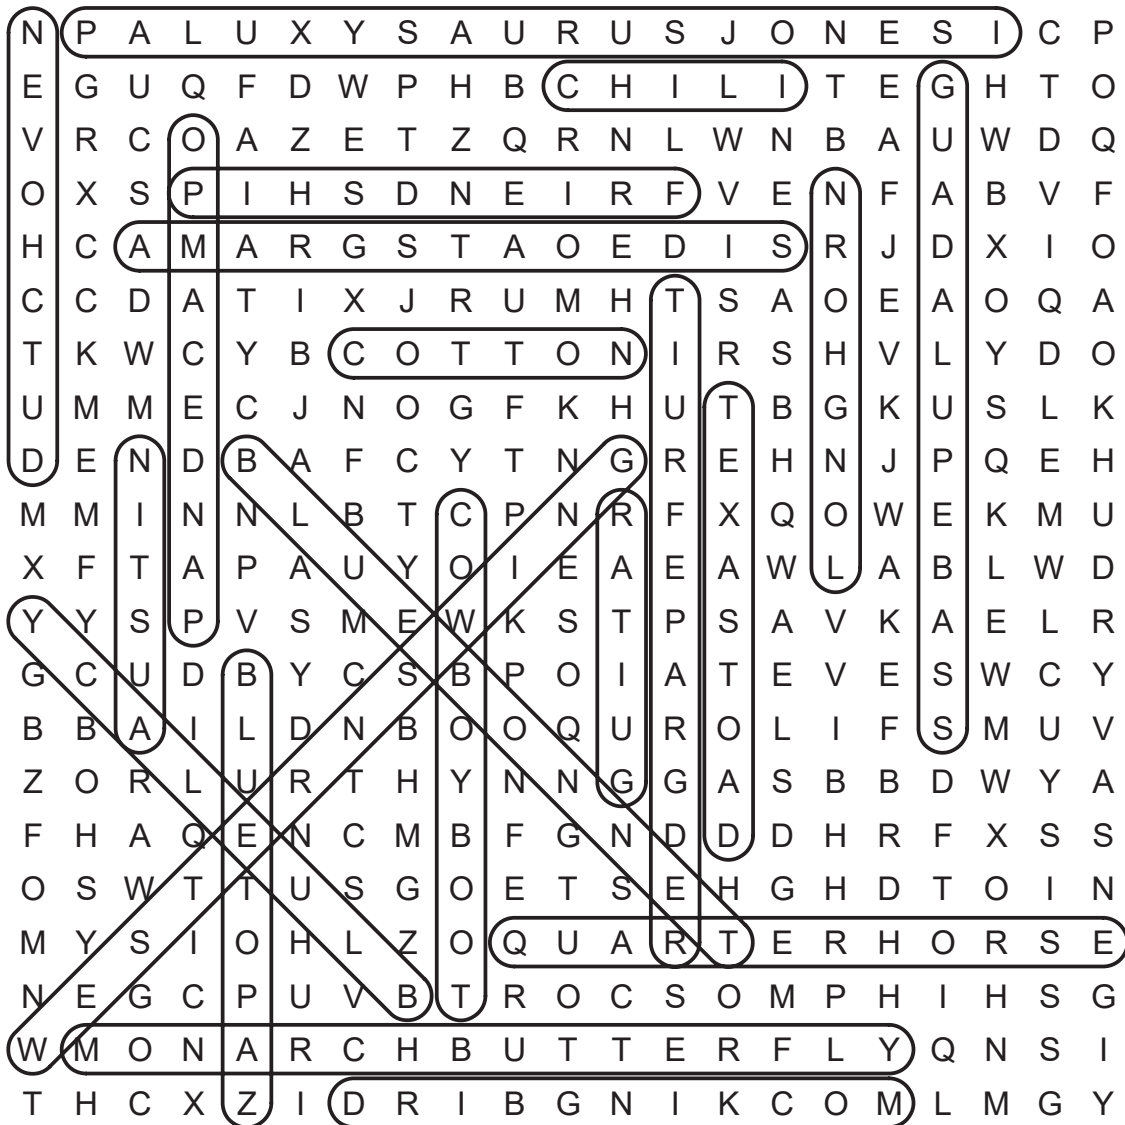 N P A L U X Y S A U R U S J O N E S I C P
E G U Q F D W P H B C H I L I T E G H T O
V R C O A Z E T Z Q R N L W N B A U W D Q
O X S P I H S D N E I R F V E N F A B V F
H C A M A R G S T A O E D I S R J D X I O
C C D A T I X J R U M H T S A O E A O Q A
T K W C Y B C O T T O N I R S H V L Y D O
U M M E C J N O G F K H U T B G K U S L K
D E N D B A F C Y T N G R E H N J P Q E H
M M I N N L B T C P N R F X Q O W E K M U
X F T A P A U Y O I E A E A W L A B L W D
Y Y S P V S M E W K S T P S A V K A E L R
G C U D B Y C S B P O I A T E V E S W C Y
B B A I L D N B O O Q U R O L I F S M U V
Z O R L U R T H Y N N G G A S B B D W Y A
F H A Q E N C M B F G N D D D H R F X S S
O S W T T U S G O E T S E H G H D T O I N
M Y S I O H L Z O Q U A R T E R H O R S E
N E G C P U V B T R O C S O M P H I H S G
W M O N A R C H B U T T E R F L Y Q N S I
T H C X Z I D R I B G N I K C O M L M G Y